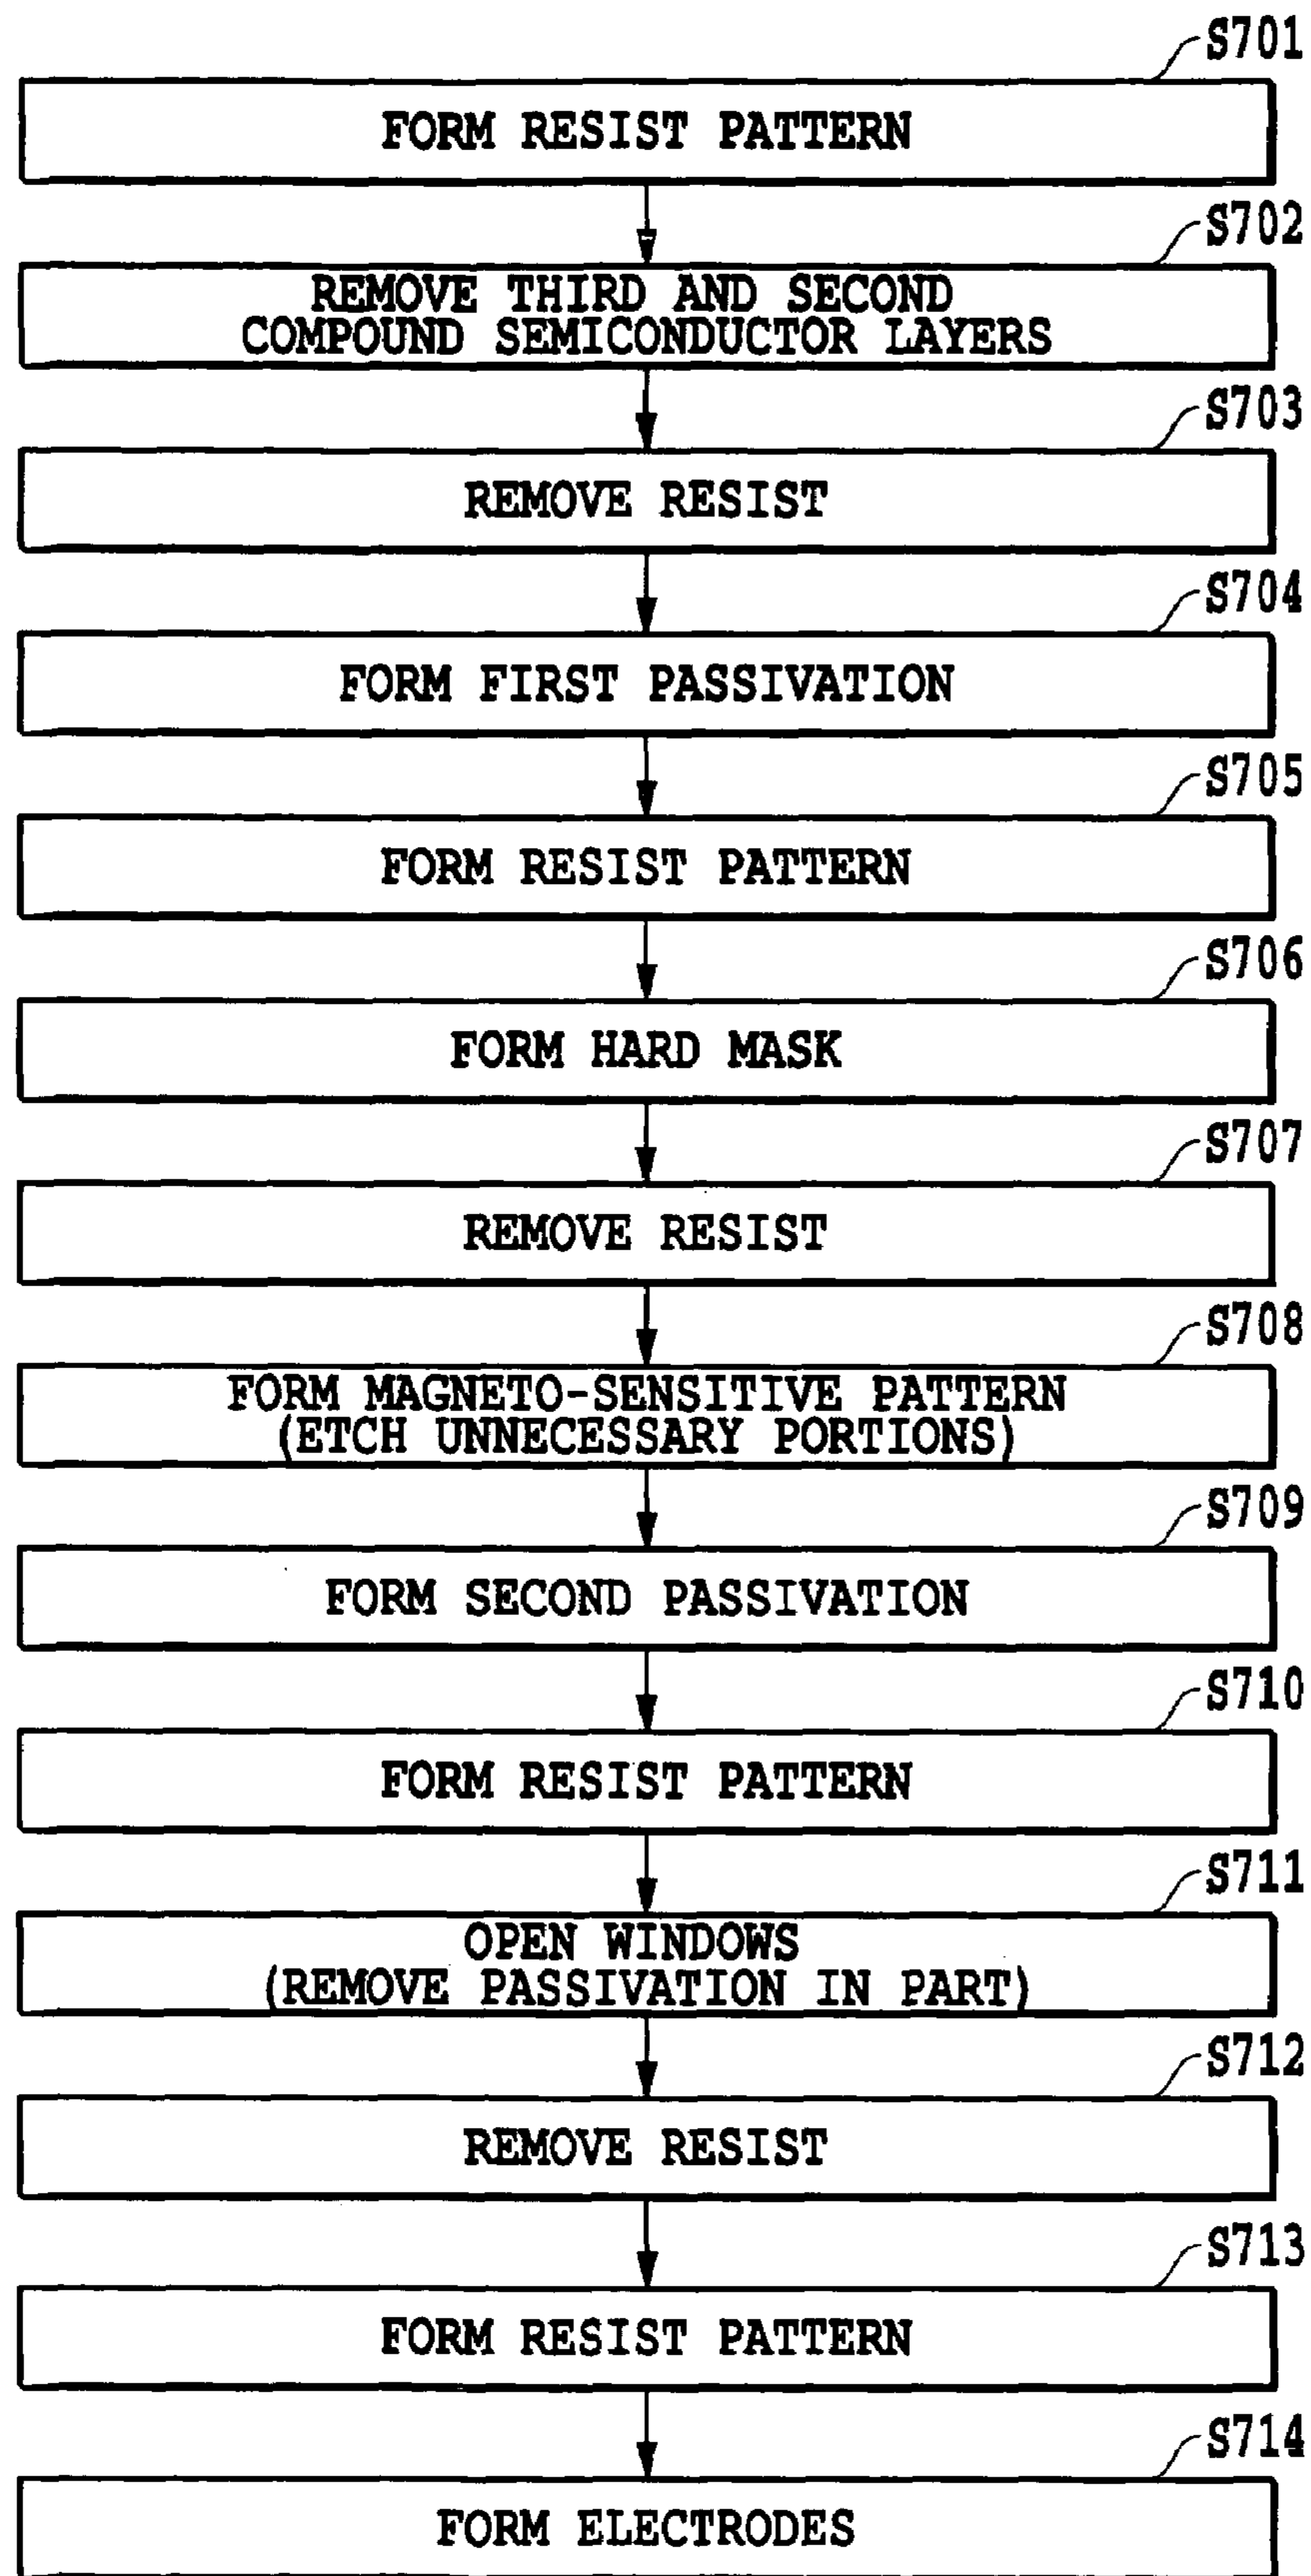 S701
FORM RESIST PATTERN
S702
REMOVE THIRD AND SECOND
COMPOUND SEMICONDUCTOR LAYERS
S703
REMOVE RESIST
S704
FORM FIRST PASSIVATION
S705
FORM RESIST PATTERN
S706
FORM HARD MASK
S707
REMOVE RESIST
S708
FORM MAGNETO-SENSITIVE PATTERN
(ETCH UNNECESSARY PORTIONS)
S709
FORM SECOND PASSIVATION
S710
FORM RESIST PATTERN
S711
OPEN WINDOWS
(REMOVE PASSIVATION IN PART)
S712
REMOVE RESIST
S713
FORM RESIST PATTERN
S714
FORM ELECTRODES